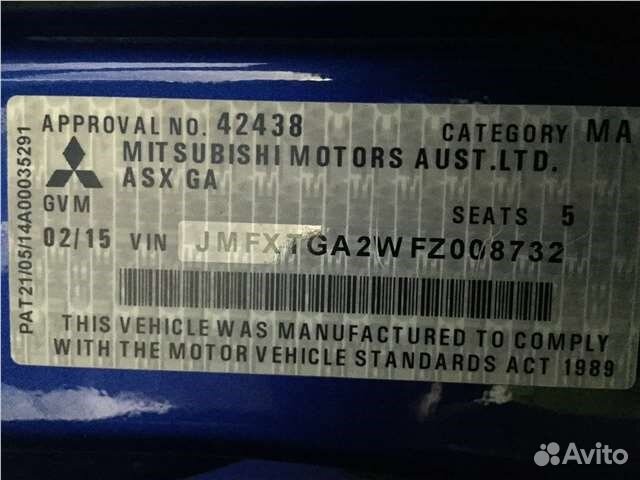 APPROVAL NO. 42438 CATEGORY MA
MITSUBISHI MOTORS AUST.LTD.
ASX GA
GVM SEATS 5
02/15 VIN JMFXTGA2WFZ008732
THIS VEHICLE WAS MANUFACTURED TO COMPLY
WITH THE MOTOR VEHICLE STANDARDS ACT 1989
PAT21/05/14A00035291
Avito